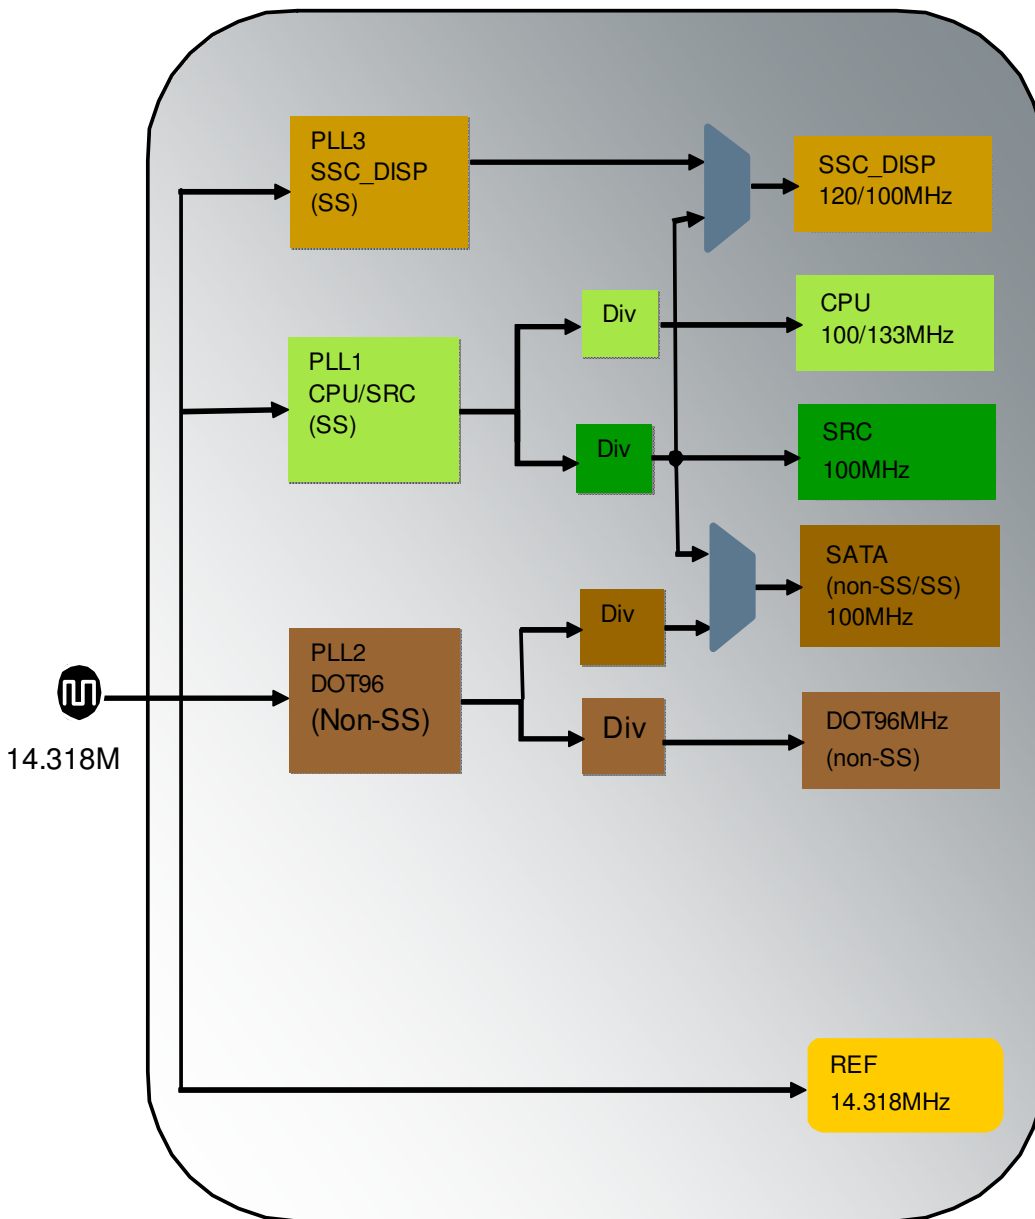 PLL3
SSC_DISP
(SS)
SSC_DISP
120/100MHz
Div
CPU
100/133MHz
PLL1
CPU/SRC
(SS)
Div
SRC
100MHz
SATA
(non-SS/SS)
100MHz
Div
PLL2
DOT96
(Non-SS)
Div
DOT96MHz
(non-SS)
14.318M
REF
14.318MHz